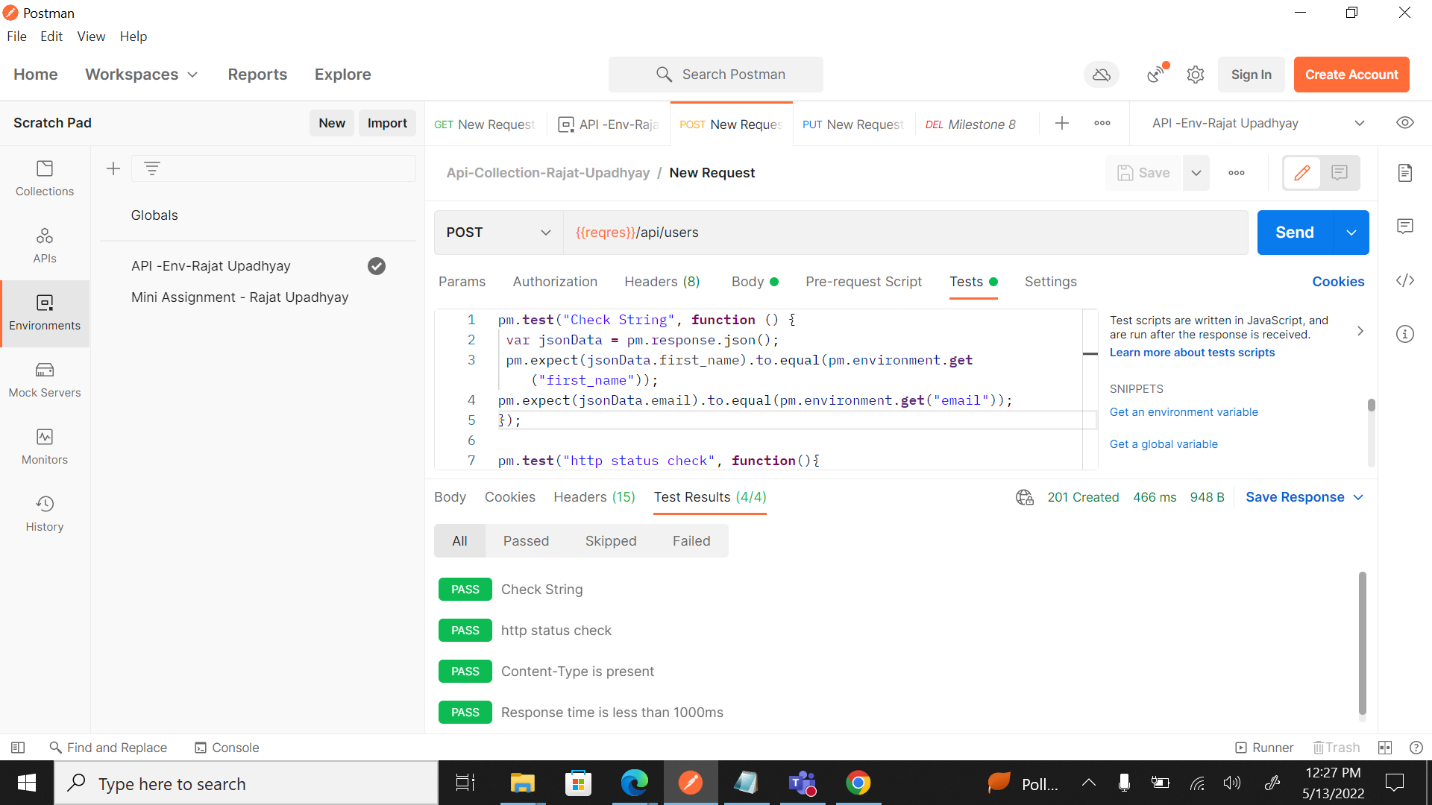 Postman
File Edit View Help
Home Workspaces Reports Explore Search Postman Sign In Create Account
Scratch Pad New Import GET New Request API -Env-Raja POST New Reques PUT New Request DEL Milestone 8 API -Env-Rajat Upadhyay
Api-Collection-Rajat-Upadhyay / New Request Save
Collections
Globals
POST {{reqres}}/api/users Send
APIs
API -Env-Rajat Upadhyay
Params Authorization Headers (8) Body Pre-request Script Tests Settings Cookies
Mini Assignment - Rajat Upadhyay
Environments
1 pm.test("Check String", function () {
2 var jsonData = pm.response.json();
3 pm.expect(jsonData.first_name).to.equal(pm.environment.get
("first_name"));
4 pm.expect(jsonData.email).to.equal(pm.environment.get("email"));
5 });
6
7 pm.test("http status check", function(){
Test scripts are written in JavaScript, and
are run after the response is received.
Learn more about tests scripts
SNIPPETS
Get an environment variable
Get a global variable
Mock Servers
Monitors
History
Body Cookies Headers (15) Test Results (4/4) 201 Created 466 ms 948 B Save Response
All Passed Skipped Failed
PASS Check String
PASS http status check
PASS Content-Type is present
PASS Response time is less than 1000ms
Find and Replace Console Runner Trash
Type here to search Poll... 12:27 PM
5/13/2022